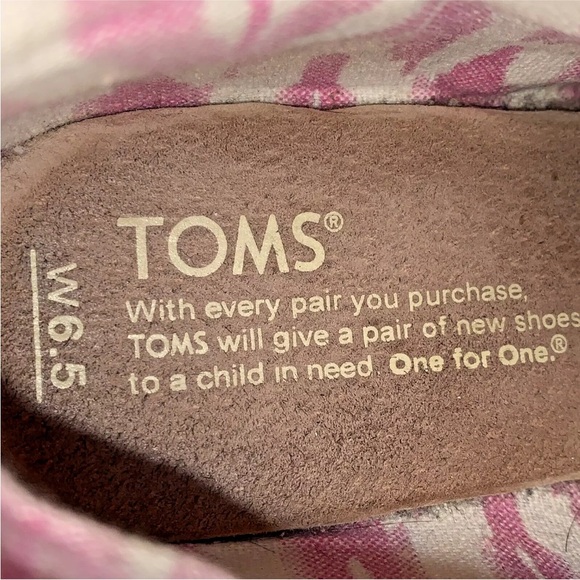 TOMS®
With every pair you purchase,
TOMS will give a pair of new shoes
to a child in need. One for One.®
W6.5